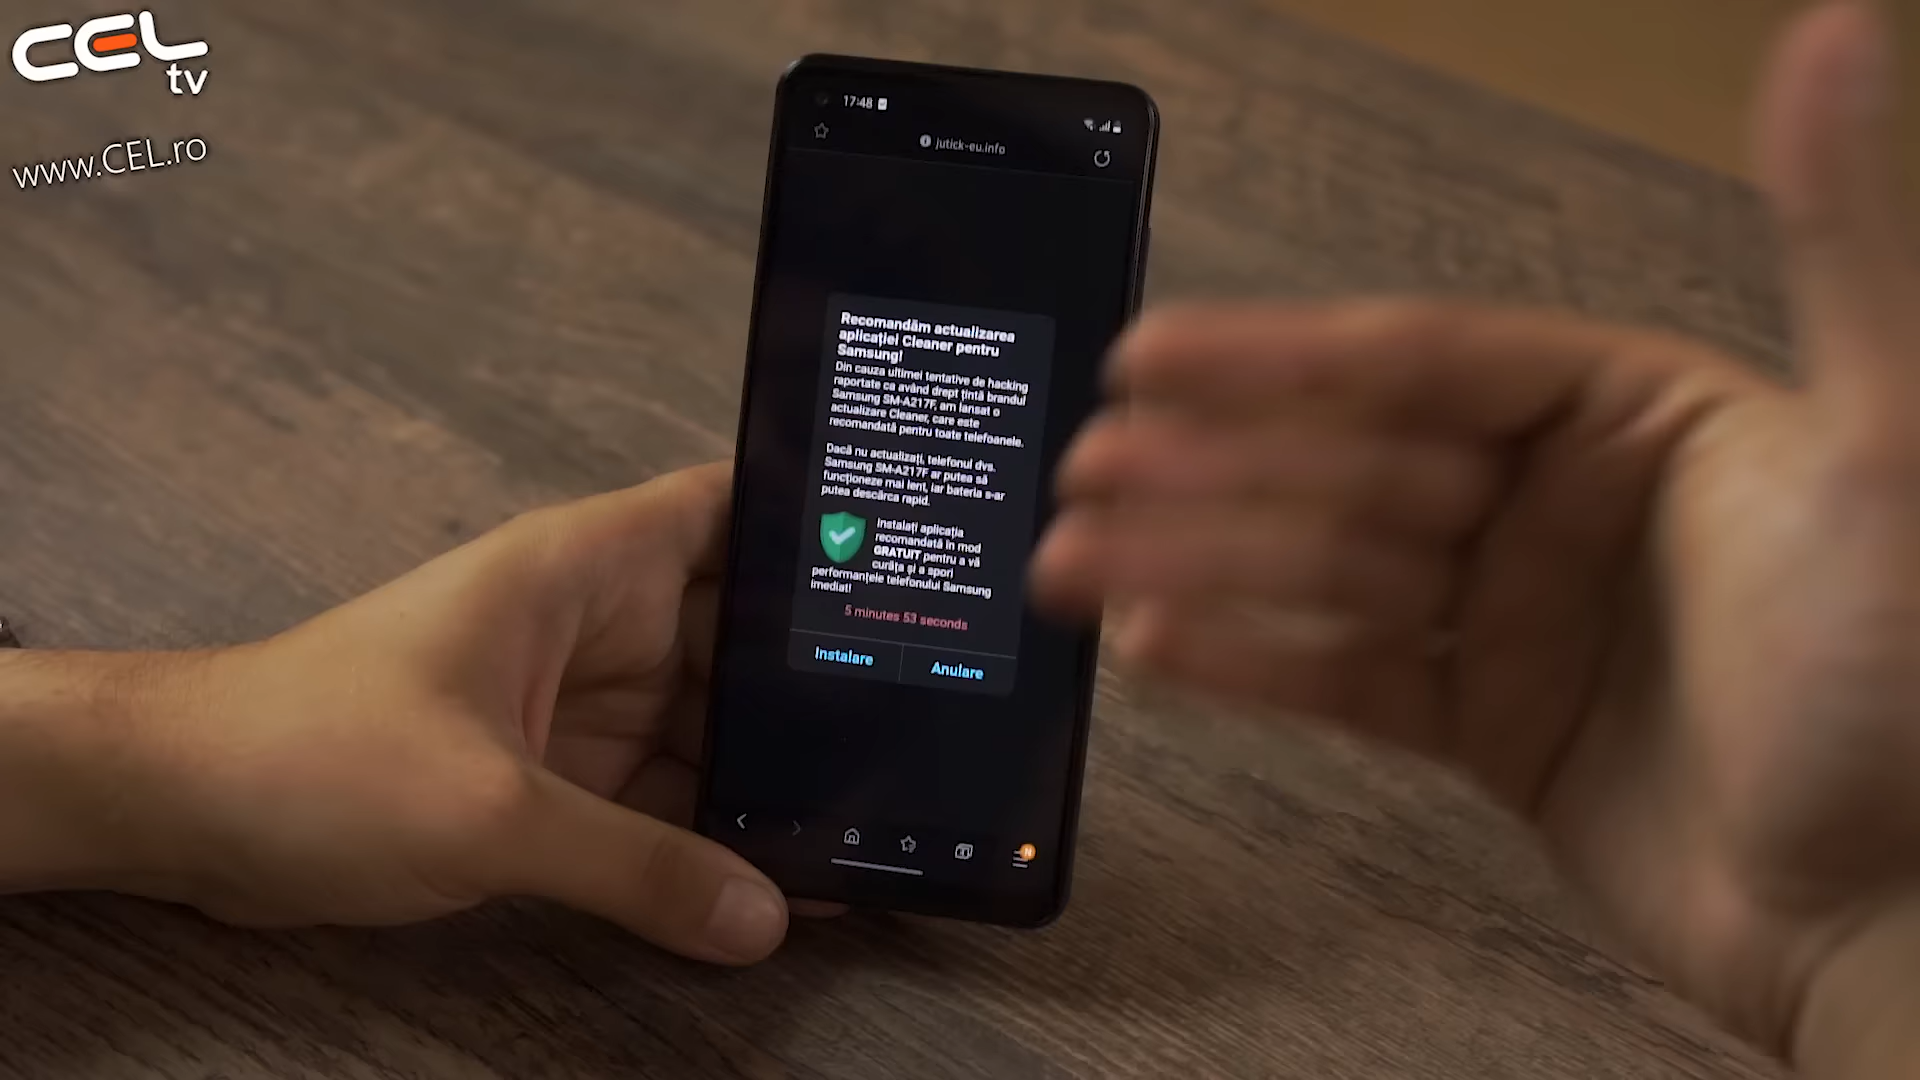 CEL
tv
www.CEL.ro
17:48
jutick-eu.info
Recomandăm actualizarea
aplicației Cleaner pentru
Samsung!
Din cauza ultimei tentative de hacking
raportate ca având drept țintă brandul
Samsung SM-A217F, am lansat o
actualizare Cleaner, care este
recomandată pentru toate telefoanele.
Dacă nu actualizați, telefonul dvs.
Samsung SM-A217F ar putea să
funcționeze mai lent, iar bateria s-ar
putea descărca rapid.
Instalați aplicația
recomandată în mod
GRATUIT pentru a vă
curăța și a spori
performanțele telefonului Samsung
imediat!
5 minutes 53 seconds
Instalare
Anulare
N